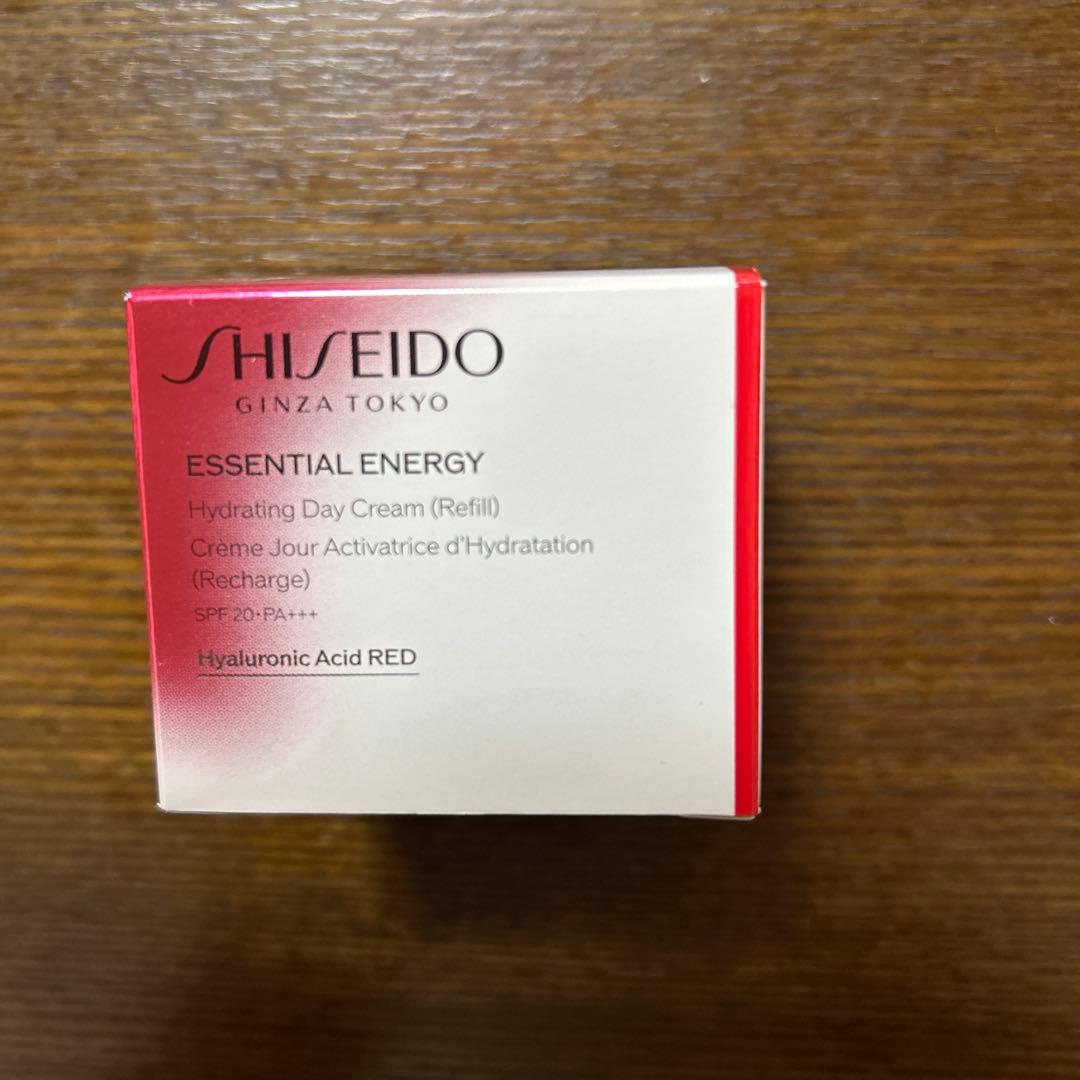 SHISEIDO
GINZA TOKYO
ESSENTIAL ENERGY
Hydrating Day Cream (Refill)
Crème Jour Activatrice d'Hydratation
(Recharge)
SPF 20・PA+++
Hyaluronic Acid RED